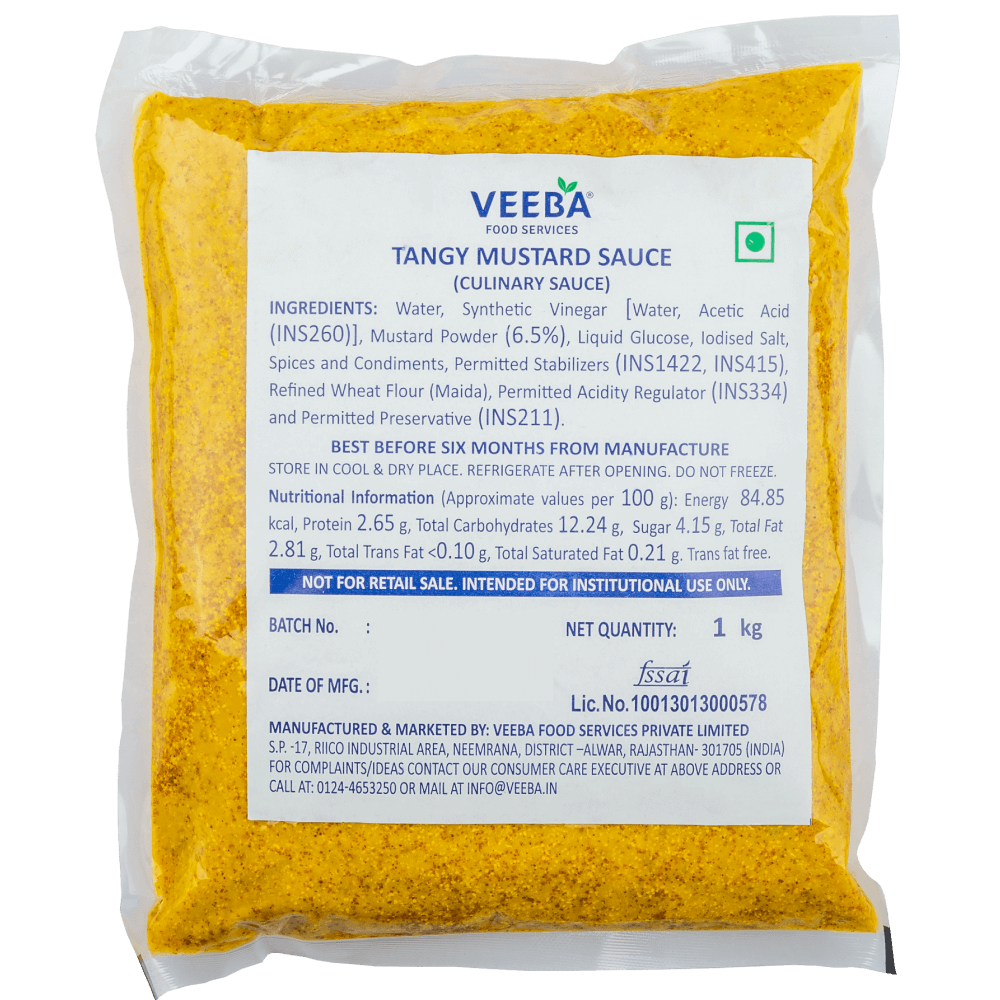 VEEBA®
FOOD SERVICES
TANGY MUSTARD SAUCE
(CULINARY SAUCE)
INGREDIENTS: Water, Synthetic Vinegar [Water, Acetic Acid
(INS260)], Mustard Powder (6.5%), Liquid Glucose, Iodised Salt,
Spices and Condiments, Permitted Stabilizers (INS1422, INS415),
Refined Wheat Flour (Maida), Permitted Acidity Regulator (INS334)
and Permitted Preservative (INS211).
BEST BEFORE SIX MONTHS FROM MANUFACTURE
STORE IN COOL & DRY PLACE. REFRIGERATE AFTER OPENING. DO NOT FREEZE.
Nutritional Information (Approximate values per 100 g): Energy 84.85
kcal, Protein 2.65 g, Total Carbohydrates 12.24 g, Sugar 4.15 g, Total Fat
2.81 g, Total Trans Fat <0.10 g, Total Saturated Fat 0.21 g. Trans fat free.
NOT FOR RETAIL SALE. INTENDED FOR INSTITUTIONAL USE ONLY.
BATCH No. : NET QUANTITY: 1 kg
fssai
DATE OF MFG. :
Lic.No.10013013000578
MANUFACTURED & MARKETED BY: VEEBA FOOD SERVICES PRIVATE LIMITED
S.P. -17, RIICO INDUSTRIAL AREA, NEEMRANA, DISTRICT –ALWAR, RAJASTHAN- 301705 (INDIA)
FOR COMPLAINTS/IDEAS CONTACT OUR CONSUMER CARE EXECUTIVE AT ABOVE ADDRESS OR
CALL AT: 0124-4653250 OR MAIL AT INFO@VEEBA.IN